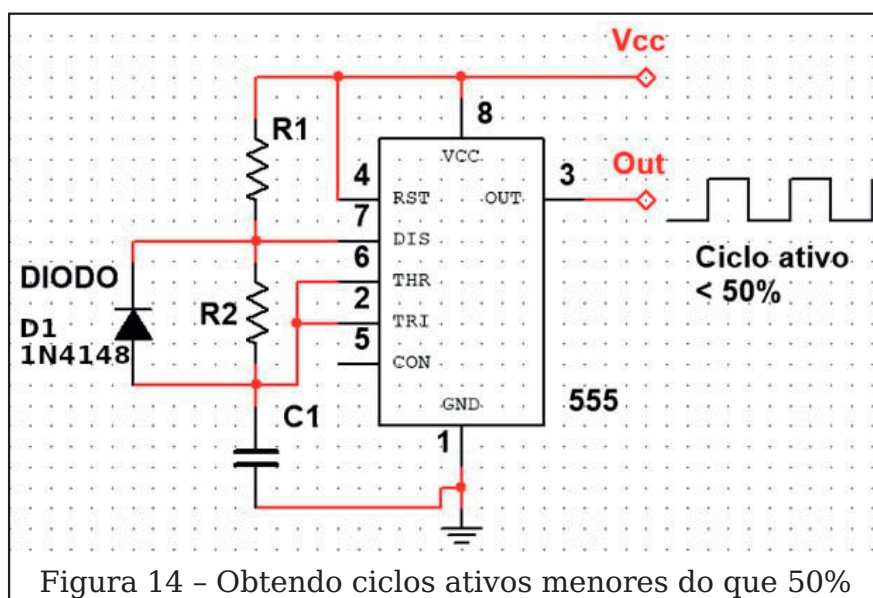 Vcc
8
R1
VCC
Out
4
3
RST
OUT
7
DIS
6
Ciclo ativo
< 50%
DIODO
THR
R2
2
D1
1N4148
TRI
5
CON
GND
555
C1
1
Figura 14 – Obtendo ciclos ativos menores do que 50%